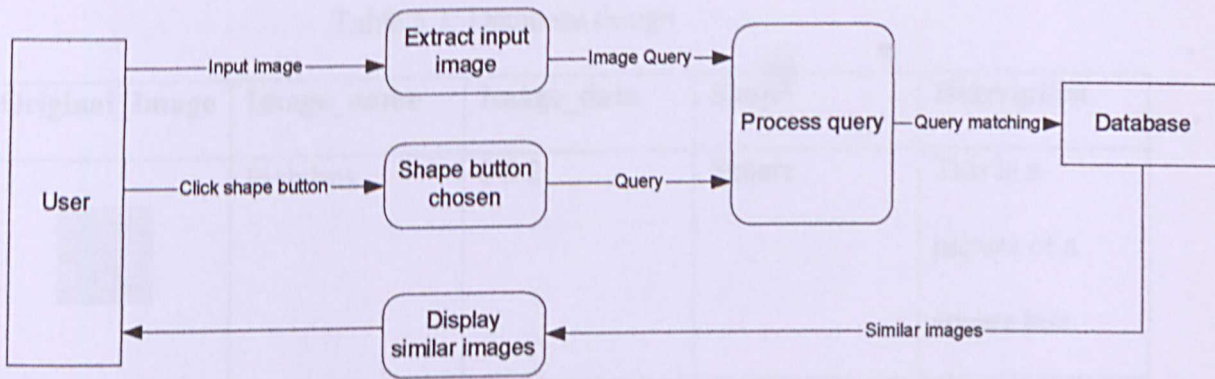 Extract input
image
Input image
Image Query
Process query
Query matching
Database
User
Click shape button
Shape button
chosen
Query
Display
similar images
Similar images